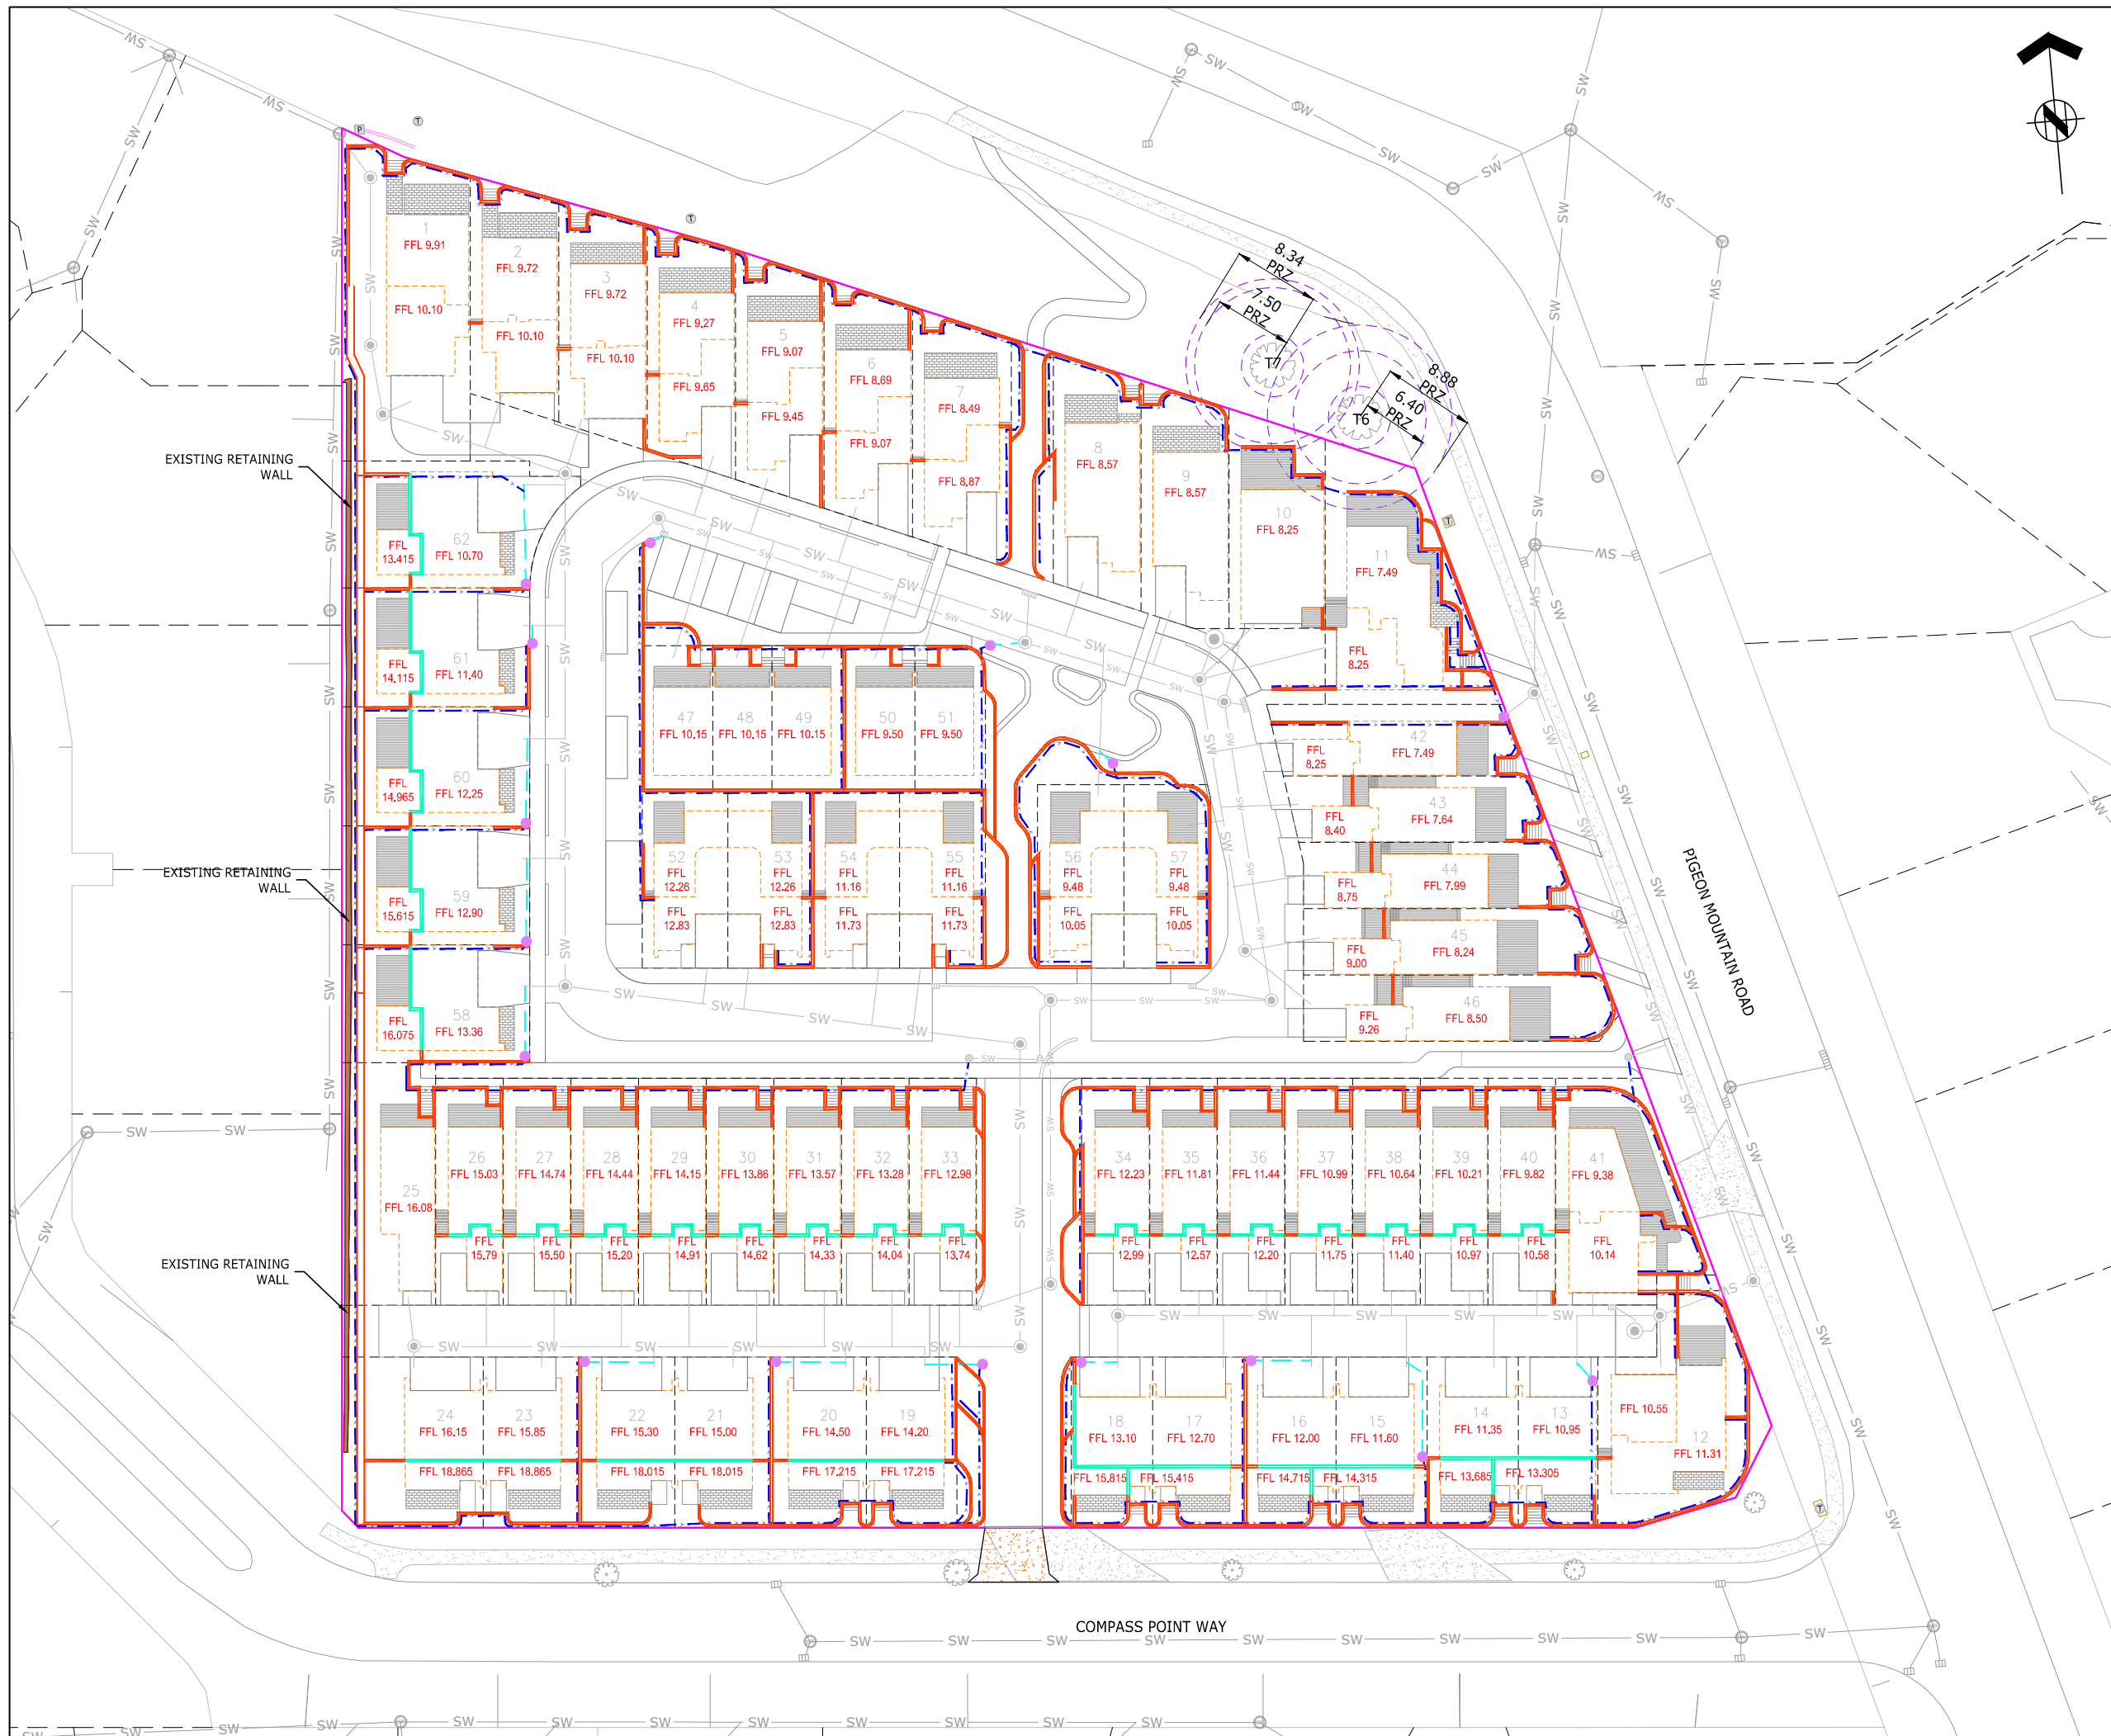 P
T
T
8.34
PRZ
7.50
PRZ
T7
8.88
PRZ
6.40
PRZ
T6
1
FFL 9.91
FFL 10.10
2
FFL 9.72
FFL 10.10
3
FFL 9.72
FFL 10.10
4
FFL 9.27
FFL 9.65
5
FFL 9.07
FFL 9.45
6
FFL 8.69
FFL 9.07
7
FFL 8.49
FFL 8.87
8
FFL 8.57
9
FFL 8.57
10
FFL 8.25
11
FFL 7.49
FFL
8.25
EXISTING RETAINING
WALL
EXISTING RETAINING
WALL
EXISTING RETAINING
WALL
62
FFL 10.70
FFL
13.415
61
FFL 11.40
FFL
14.115
60
FFL 12.25
FFL
14.965
59
FFL 12.90
FFL
15.615
58
FFL 13.36
FFL
16.075
47
FFL 10.15
48
FFL 10.15
49
FFL 10.15
50
FFL 9.50
51
FFL 9.50
52
FFL
12.26
FFL
12.83
53
FFL
12.26
FFL
12.83
54
FFL
11.16
FFL
11.73
55
FFL
11.16
FFL
11.73
56
FFL
9.48
FFL
10.05
57
FFL
9.48
FFL
10.05
42
FFL 7.49
FFL
8.25
43
FFL 7.64
FFL
8.40
44
FFL 7.99
FFL
8.75
45
FFL 8.24
FFL
9.00
46
FFL 8.50
FFL
9.26
PIGEON MOUNTAIN ROAD
25
FFL 16.08
26
FFL 15.03
FFL
15.79
27
FFL 14.74
FFL
15.50
28
FFL 14.44
FFL
15.20
29
FFL 14.15
FFL
14.91
30
FFL 13.86
FFL
14.62
31
FFL 13.57
FFL
14.33
32
FFL 13.28
FFL
14.04
33
FFL 12.98
FFL
13.74
34
FFL 12.23
FFL
12.99
35
FFL 11.81
FFL
12.57
36
FFL 11.44
FFL
12.20
37
FFL 10.99
FFL
11.75
38
FFL 10.64
FFL
11.40
39
FFL 10.21
FFL
10.97
40
FFL 9.82
FFL
10.58
41
FFL 9.38
FFL
10.14
24
FFL 16.15
FFL 18.865
23
FFL 15.85
FFL 18.865
22
FFL 15.30
FFL 18.015
21
FFL 15.00
FFL 18.015
20
FFL 14.50
FFL 17.215
19
FFL 14.20
FFL 17.215
18
FFL 13.10
FFL 15.815
17
FFL 12.70
FFL 15.415
16
FFL 12.00
FFL 14.715
15
FFL 11.60
FFL 14.315
14
FFL 11.35
FFL 13.685
13
FFL 10.95
FFL 13.305
FFL 10.55
12
FFL 11.31
COMPASS POINT WAY
SW SW SW SW SW SW SW SW SW SW
SW SW SW SW SW SW SW SW SW SW SW